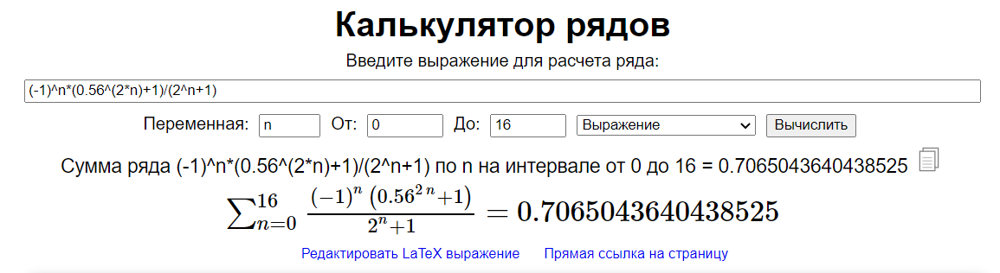 Калькулятор рядов
Введите выражение для расчета ряда:
(-1)^n*(0.56^(2*n)+1)/(2^n+1)
Переменная: n От: 0 До: 16 Выражение Вычислить
Сумма ряда (-1)^n*(0.56^(2*n)+1)/(2^n+1) по n на интервале от 0 до 16 = 0.7065043640438525
∑_{n=0}^{16} \frac{(−1)^n (0.56^{2 n}+1)}{2^n+1} = 0.7065043640438525
Редактировать LaTeX выражение Прямая ссылка на страницу